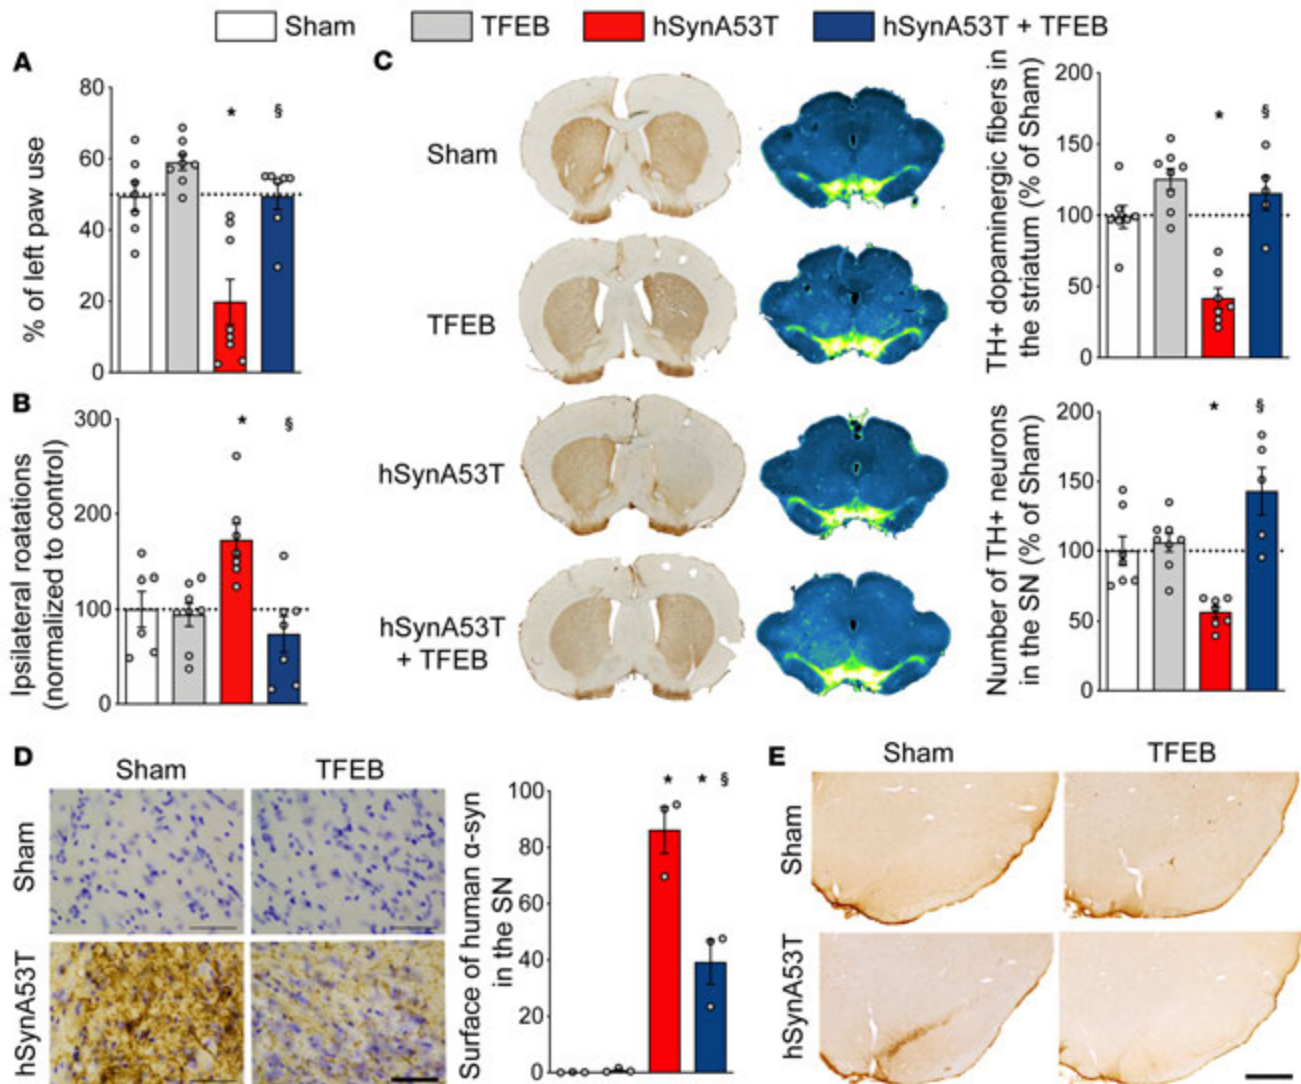 Sham TFEB hSynA53T hSynA53T + TFEB
A
% of left paw use
80
60
40
20
0
*
§
B
Ipsilateral roatations
(normalized to control)
300
200
100
0
*
§
C
Sham
TFEB
hSynA53T
hSynA53T
+ TFEB
TH+ dopaminergic fibers in
the striatum (% of Sham)
200
150
100
50
0
*
§
Number of TH+ neurons
in the SN (% of Sham)
200
150
100
50
0
*
§
D
Sham TFEB
Sham
hSynA53T
Surface of human α-syn
in the SN
100
80
60
40
20
0
*
* §
E
Sham TFEB
Sham
hSynA53T